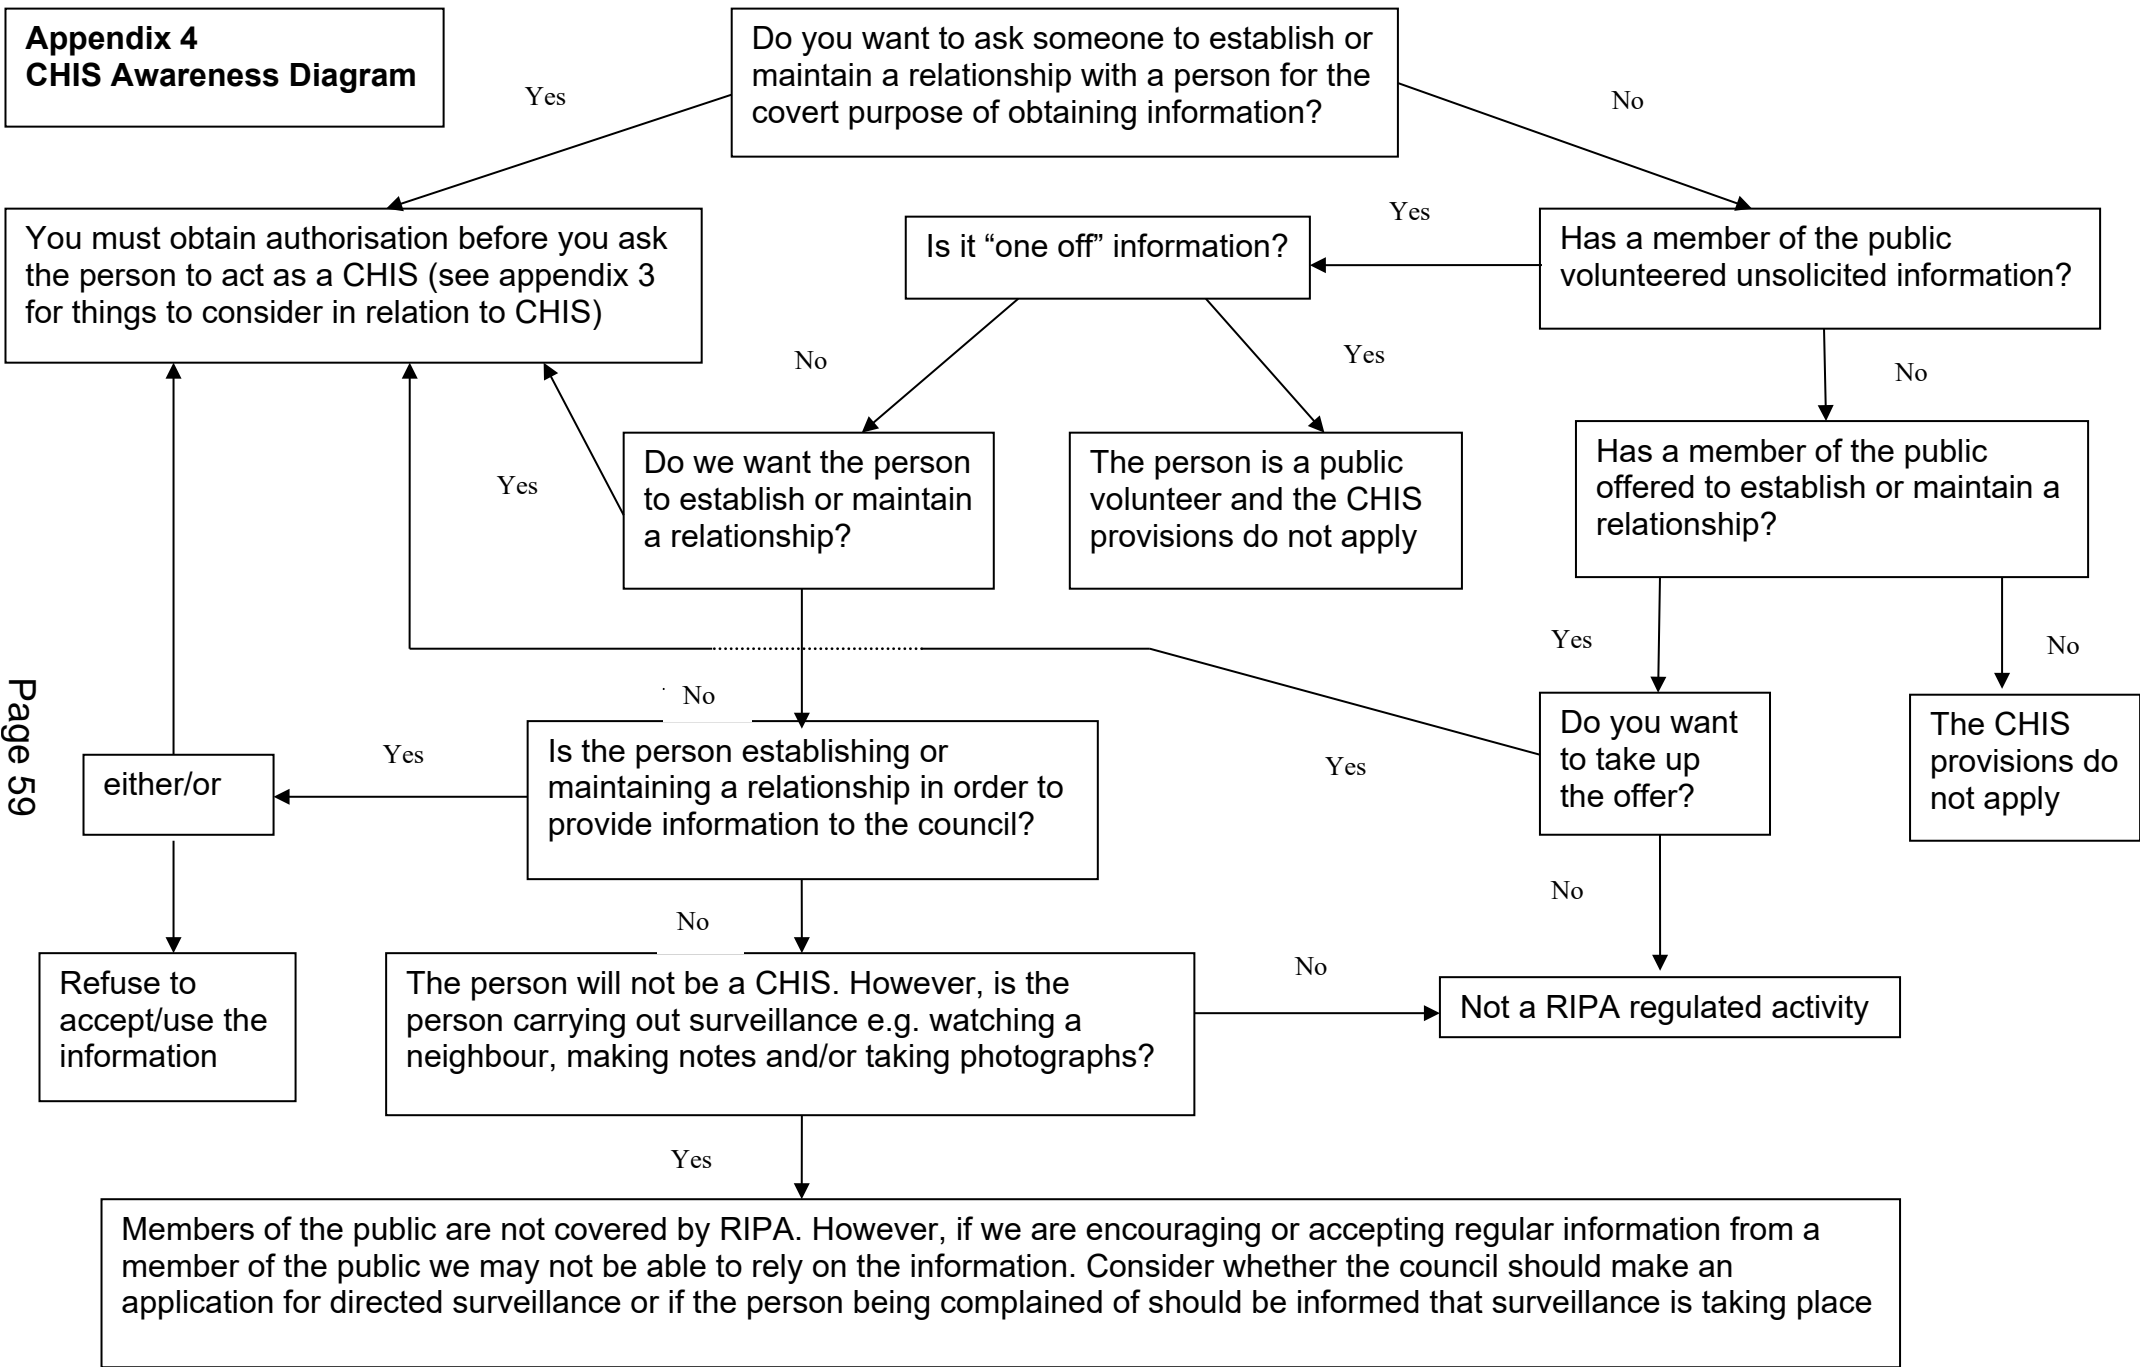 Appendix 4
CHIS Awareness Diagram
Do you want to ask someone to establish or
maintain a relationship with a person for the
covert purpose of obtaining information?
Yes
No
You must obtain authorisation before you ask
the person to act as a CHIS (see appendix 3
for things to consider in relation to CHIS)
Is it “one off” information?
Yes
Has a member of the public
volunteered unsolicited information?
No
Yes
No
Do we want the person
to establish or maintain
a relationship?
Yes
The person is a public
volunteer and the CHIS
provisions do not apply
Has a member of the public
offered to establish or maintain a
relationship?
Yes
No
No
Do you want
to take up
the offer?
Yes
The CHIS
provisions do
not apply
Page 59
either/or
Yes
Is the person establishing or
maintaining a relationship in order to
provide information to the council?
No
No
Refuse to
accept/use the
information
The person will not be a CHIS. However, is the
person carrying out surveillance e.g. watching a
neighbour, making notes and/or taking photographs?
No
Not a RIPA regulated activity
Yes
Members of the public are not covered by RIPA. However, if we are encouraging or accepting regular information from a
member of the public we may not be able to rely on the information. Consider whether the council should make an
application for directed surveillance or if the person being complained of should be informed that surveillance is taking place